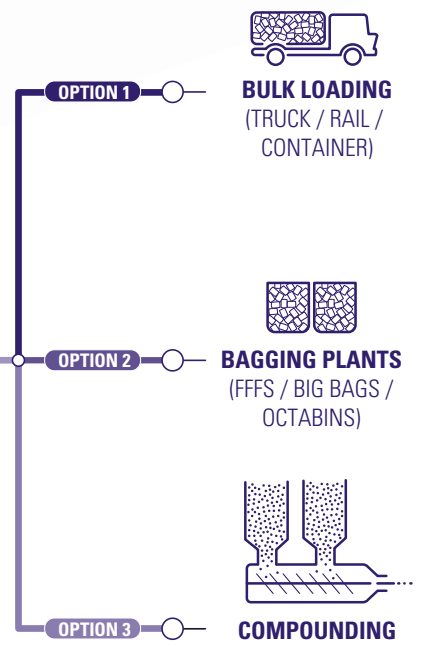 OPTION 1
BULK LOADING
(TRUCK / RAIL /
CONTAINER)
OPTION 2
BAGGING PLANTS
(FFFS / BIG BAGS /
OCTABINS)
OPTION 3
COMPOUNDING